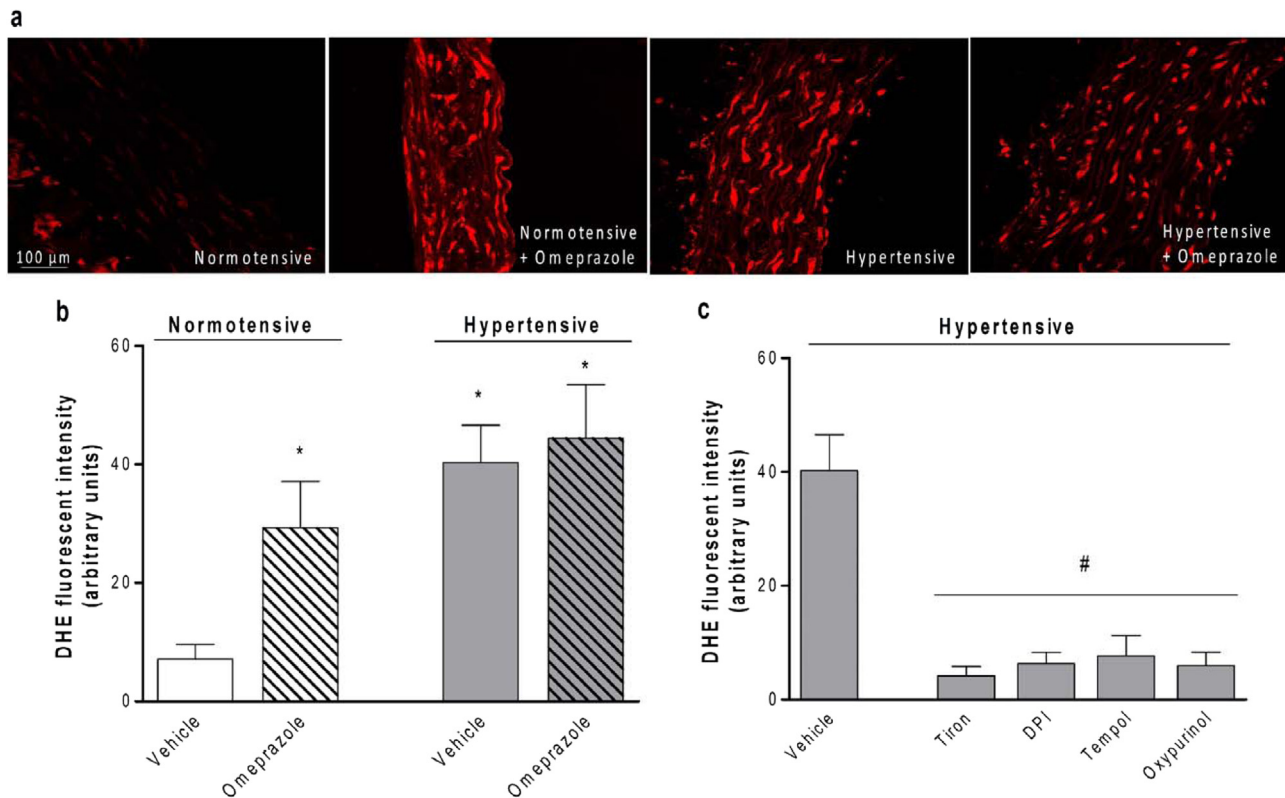 a
100 µm
Normotensive
Normotensive
+ Omeprazole
Hypertensive
Hypertensive
+ Omeprazole
b
Normotensive
Hypertensive
DHE fluorescent intensity
(arbitrary units)
60
40
20
0
*
*
*
Vehicle
Omeprazole
Vehicle
Omeprazole
c
Hypertensive
DHE fluorescent intensity
(arbitrary units)
60
40
20
0
#
Vehicle
Tiron
DPI
Tempol
Oxypurinol